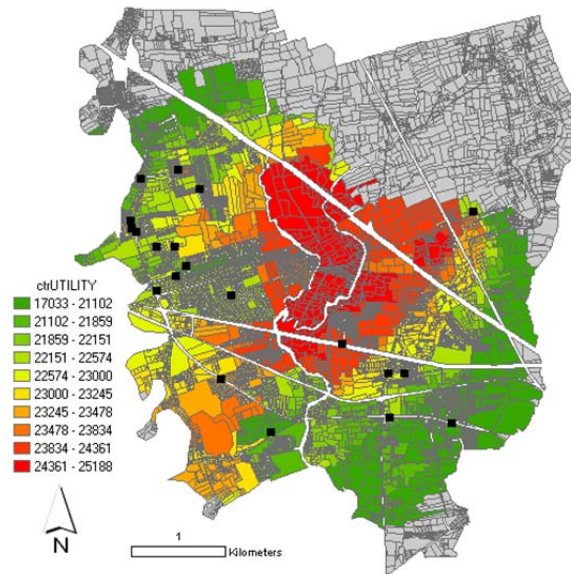 ctrUTILITY
17033 - 21102
21102 - 21859
21859 - 22151
22151 - 22574
22574 - 23000
23000 - 23245
23245 - 23478
23478 - 23834
23834 - 24361
24361 - 25188
N
1
Kilometers